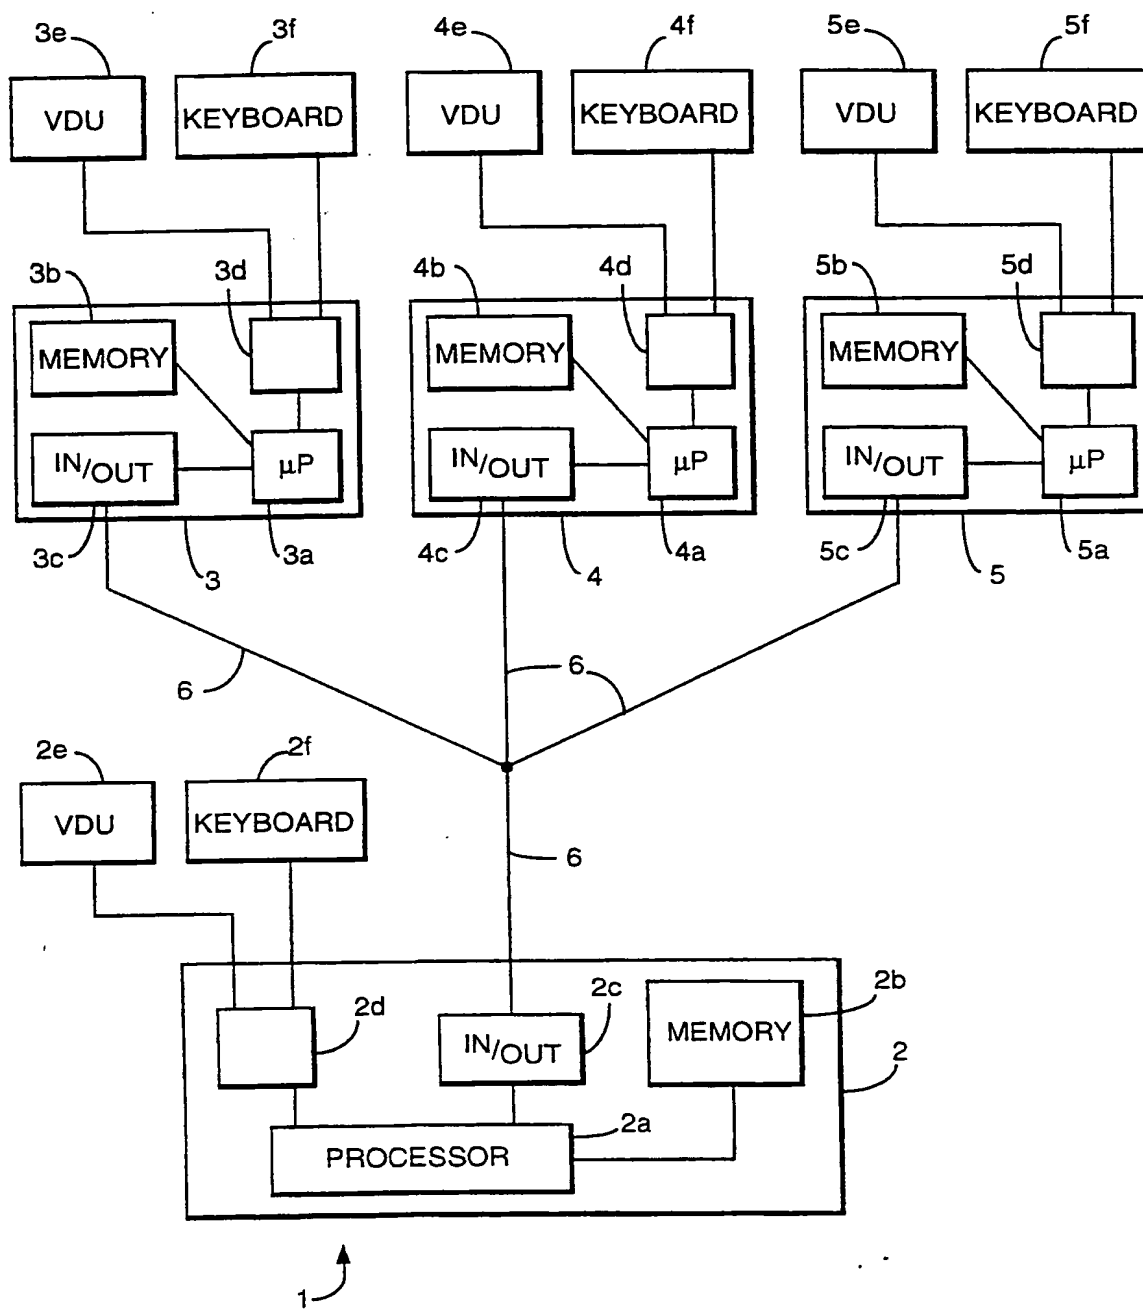 3e 3f 4e 4f 5e 5f
VDU KEYBOARD VDU KEYBOARD VDU KEYBOARD
3b 3d 4b 4d 5b 5d
MEMORY MEMORY MEMORY
IN/OUT µP IN/OUT µP IN/OUT µP
3c 3 3a 4c 4 4a 5c 5 5a
6 6
2e 2f
VDU KEYBOARD
6
2d 2c 2b
IN/OUT MEMORY
2
2a
PROCESSOR
1